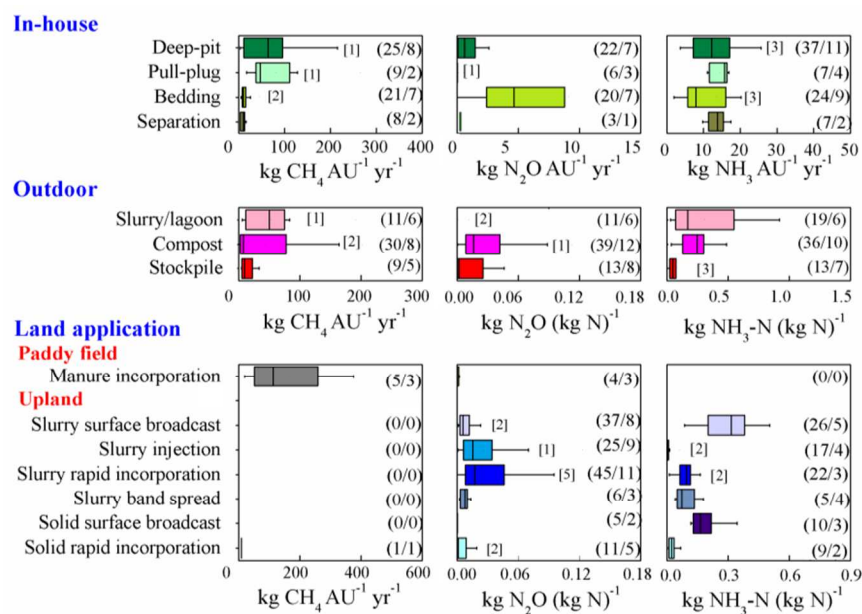 In-house
Deep-pit [1] (25/8) (22/7) [3] (37/11)
Pull-plug [1] (9/2) [1] (6/3) (7/4)
Bedding [2] (21/7) (20/7) [3] (24/9)
Separation (8/2) (3/1) (7/2)
0 100 200 300 400 0 5 10 15 0 10 20 30 40 50
kg CH₄ AU⁻¹ yr⁻¹ kg N₂O AU⁻¹ yr⁻¹ kg NH₃ AU⁻¹ yr⁻¹
Outdoor
Slurry/lagoon [1] (11/6) [2] (11/6) (19/6)
Compost [2] (30/8) [1] (39/12) (36/10)
Stockpile (9/5) (13/8) [3] (13/7)
0 100 200 300 0.00 0.06 0.12 0.18 0.0 0.5 1.0 1.5
kg CH₄ AU⁻¹ yr⁻¹ kg N₂O (kg N)⁻¹ kg NH₃-N (kg N)⁻¹
Land application
Paddy field
Manure incorporation (5/3) (4/3) (0/0)
Upland
Slurry surface broadcast (0/0) [2] (37/8) (26/5)
Slurry injection (0/0) [1] (25/9) [2] (17/4)
Slurry rapid incorporation (0/0) [5] (45/11) [2] (22/3)
Slurry band spread (0/0) (6/3) (5/4)
Solid surface broadcast (0/0) (5/2) (10/3)
Solid rapid incorporation (1/1) [2] (11/5) (9/2)
0 200 400 600 0.00 0.06 0.12 0.18 0.0 0.3 0.6 0.9
kg CH₄ AU⁻¹ yr⁻¹ kg N₂O (kg N)⁻¹ kg NH₃-N (kg N)⁻¹